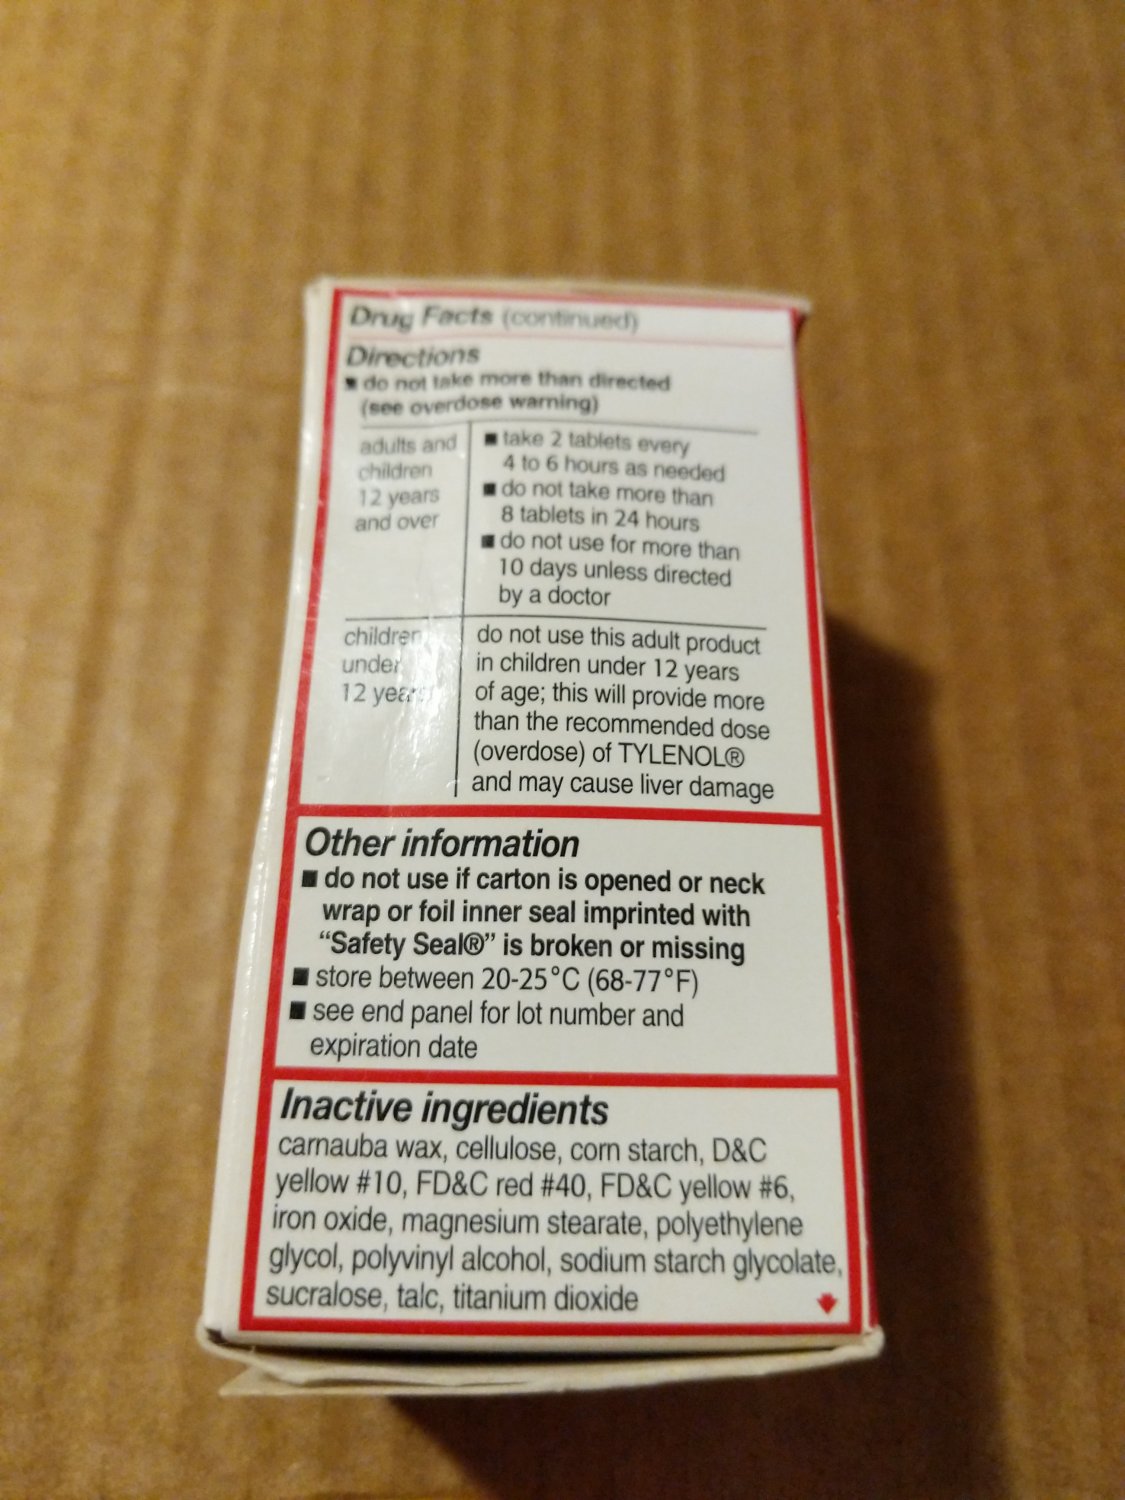 Drug Facts (continued)
Directions
■ do not take more than directed
(see overdose warning)
adults and
children
12 years
and over
■ take 2 tablets every
4 to 6 hours as needed
■ do not take more than
8 tablets in 24 hours
■ do not use for more than
10 days unless directed
by a doctor
children
under
12 years
do not use this adult product
in children under 12 years
of age; this will provide more
than the recommended dose
(overdose) of TYLENOL®
and may cause liver damage
Other information
■ do not use if carton is opened or neck
wrap or foil inner seal imprinted with
“Safety Seal®” is broken or missing
■ store between 20-25°C (68-77°F)
■ see end panel for lot number and
expiration date
Inactive ingredients
carnauba wax, cellulose, corn starch, D&C
yellow #10, FD&C red #40, FD&C yellow #6,
iron oxide, magnesium stearate, polyethylene
glycol, polyvinyl alcohol, sodium starch glycolate,
sucralose, talc, titanium dioxide